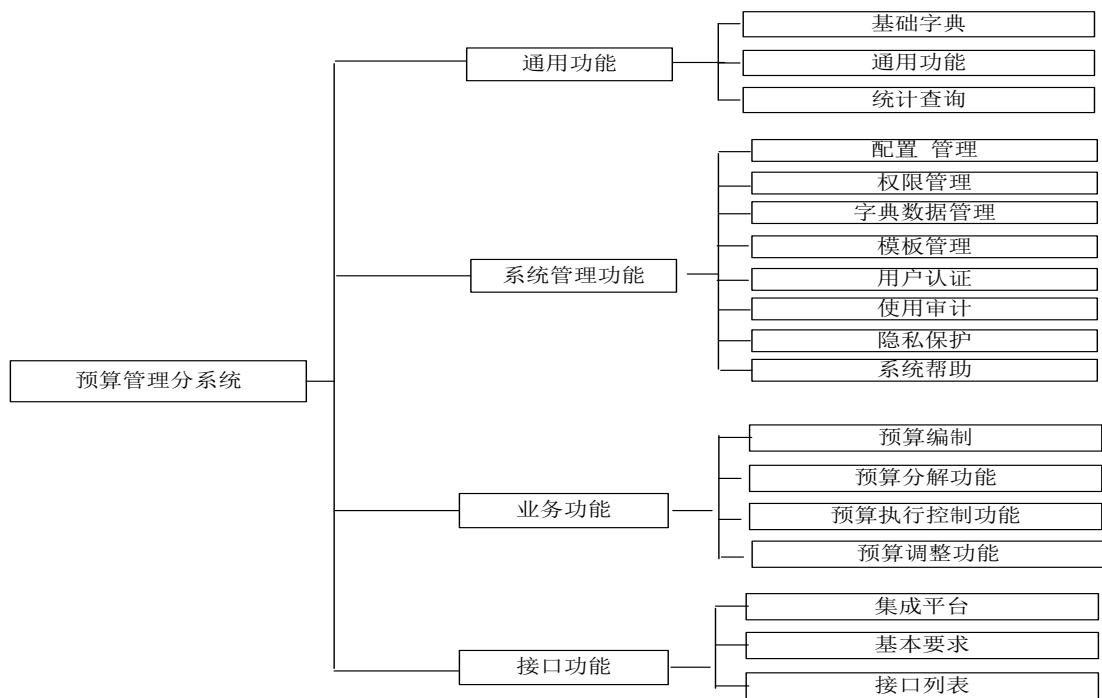 基础字典
通用功能
通用功能
统计查询
配置 管理
权限管理
字典数据管理
模板管理
系统管理功能
用户认证
使用审计
隐私保护
系统帮助
预算管理分系统
预算编制
预算分解功能
业务功能
预算执行控制功能
预算调整功能
集成平台
基本要求
接口功能
接口列表